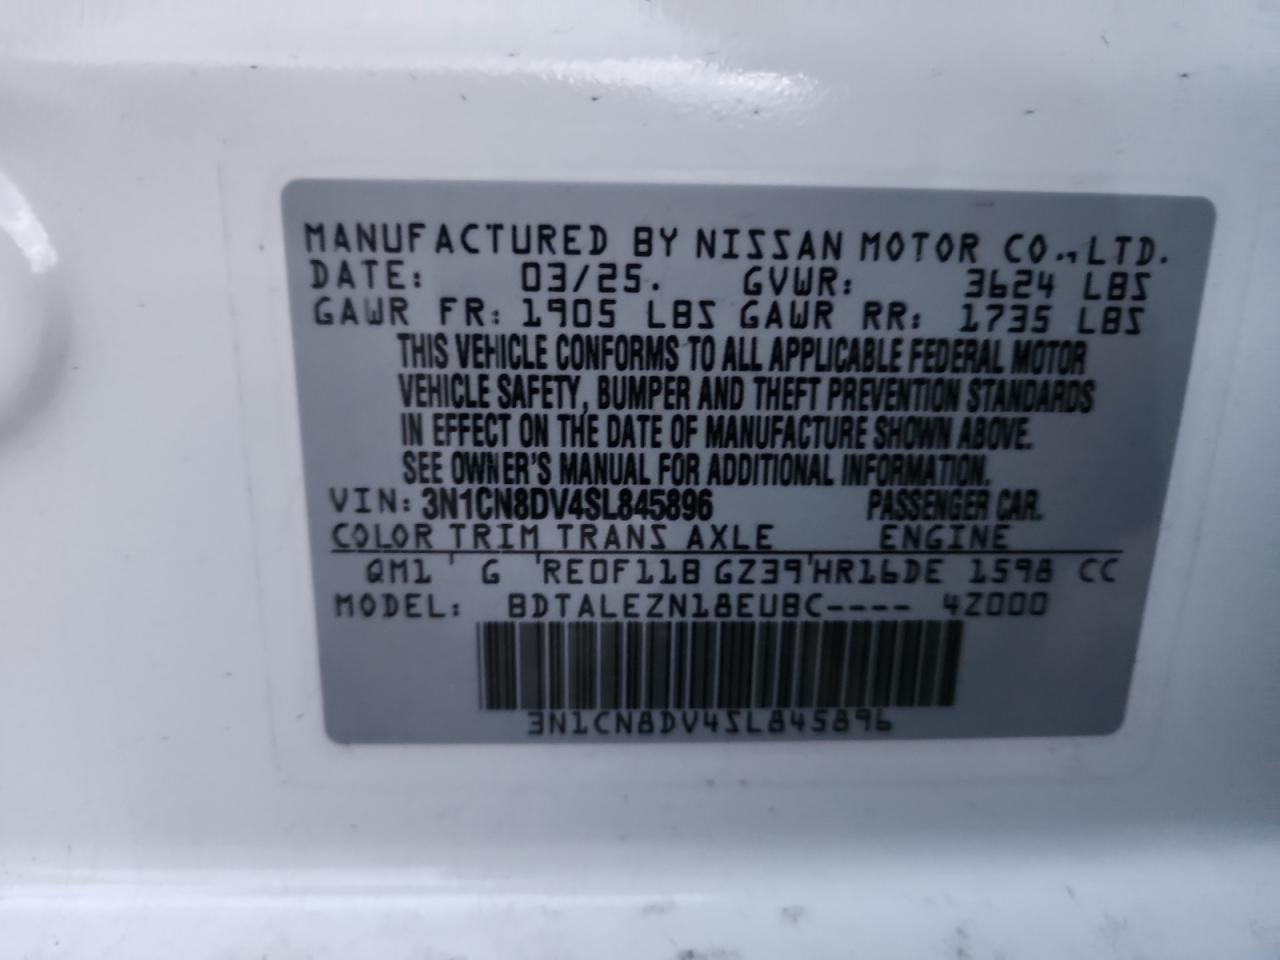 MANUFACTURED BY NISSAN MOTOR CO., LTD.
DATE: 03/25. GVWR: 3624 LBS
GAWR FR: 1905 LBS GAWR RR: 1735 LBS
THIS VEHICLE CONFORMS TO ALL APPLICABLE FEDERAL MOTOR
VEHICLE SAFETY, BUMPER AND THEFT PREVENTION STANDARDS
IN EFFECT ON THE DATE OF MANUFACTURE SHOWN ABOVE.
SEE OWNER'S MANUAL FOR ADDITIONAL INFORMATION.
VIN: 3N1CN8DV4SL845896 PASSENGER CAR.
COLOR TRIM TRANS AXLE ENGINE
QM1 ' G 'RE0F11B GZ39'HR16DE 1598 CC
MODEL: BDTALEZN18EUBC---- 4Z000
3N1CN8DV4SL845896